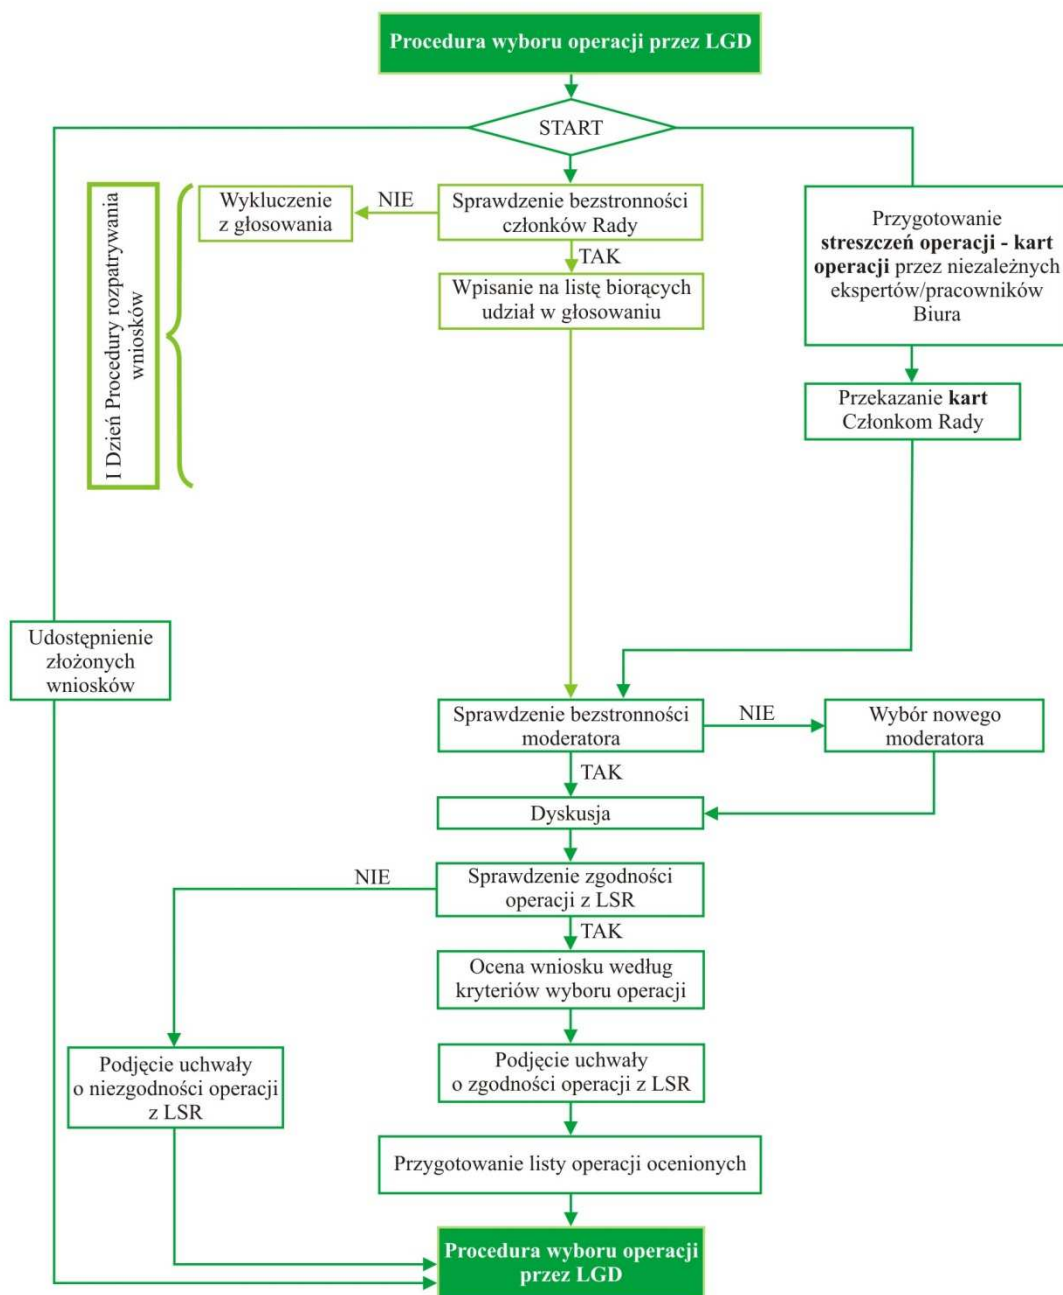 Procedura wyboru operacji przez LGD
START
NIE
Wykluczenie
z głosowania
Sprawdzenie bezstronności
członków Rady
TAK
Wpisanie na listę biorących
udział w głosowaniu
I Dzień Procedury rozpatrywania
wniosków
Przygotowanie
streszczeń operacji - kart
operacji przez niezależnych
ekspertów/pracowników
Biura
Przekazanie kart
Członkom Rady
Udostępnienie
złożonych
wniosków
Sprawdzenie bezstronności
moderatora
NIE
Wybór nowego
moderatora
TAK
Dyskusja
Sprawdzenie zgodności
operacji z LSR
NIE
TAK
Ocena wniosku według
kryteriów wyboru operacji
Podjęcie uchwały
o niezgodności operacji
z LSR
Podjęcie uchwały
o zgodności operacji z LSR
Przygotowanie listy operacji ocenionych
Procedura wyboru operacji
przez LGD